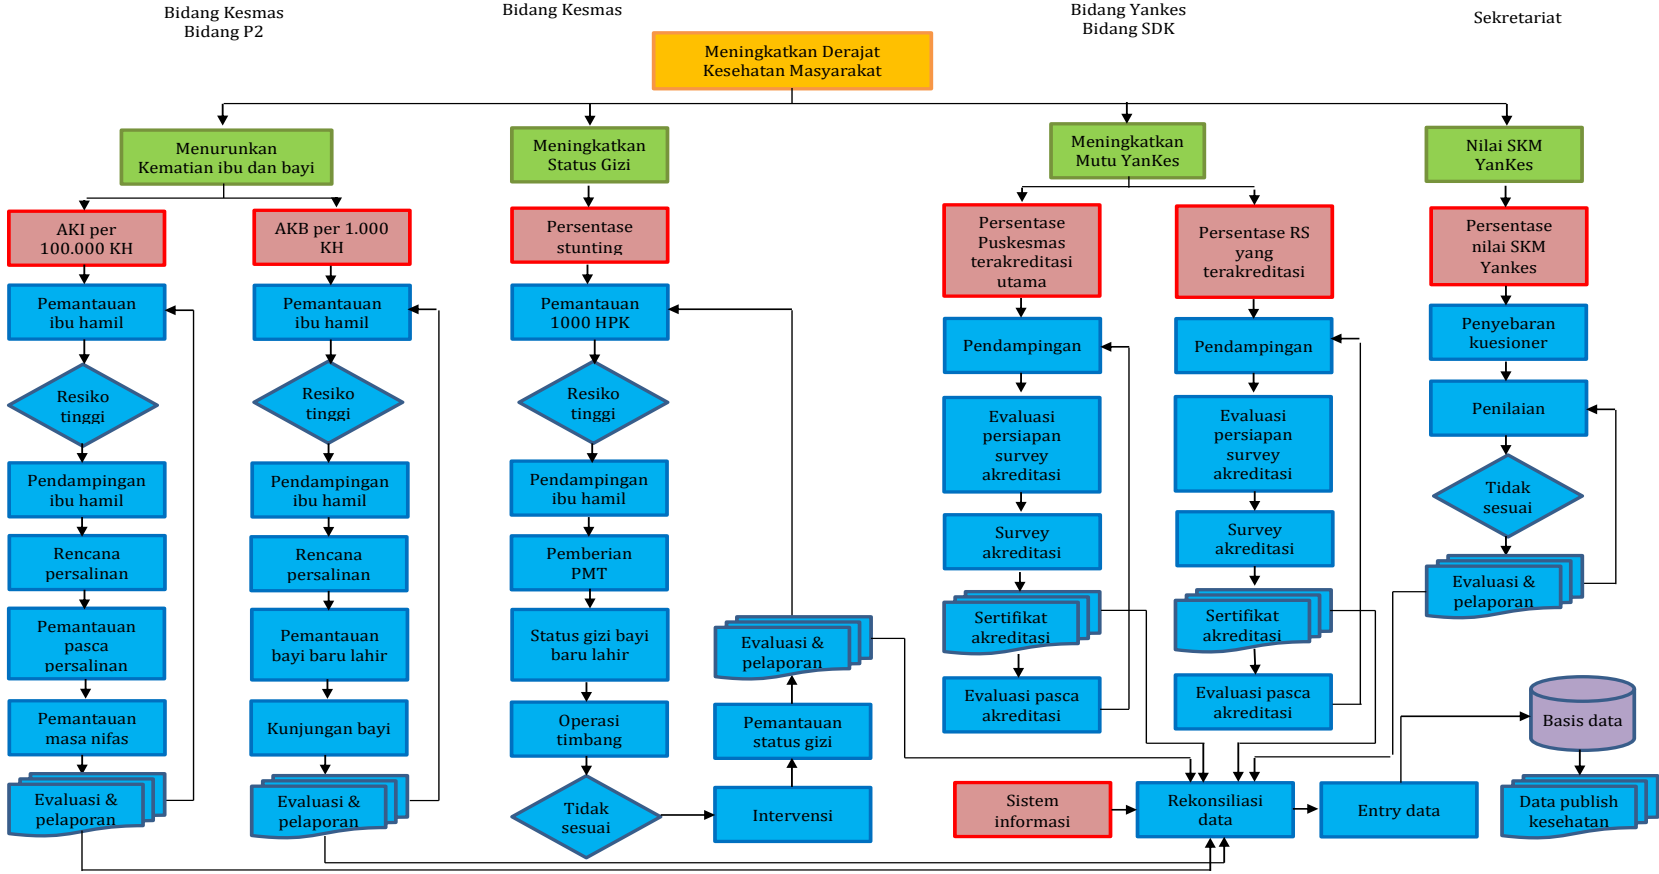 Bidang Kesmas
Bidang P2
Bidang Kesmas
Bidang Yankes
Bidang SDK
Sekretariat
Meningkatkan Derajat
Kesehatan Masyarakat
Menurunkan
Kematian ibu dan bayi
Meningkatkan
Status Gizi
Meningkatkan
Mutu YanKes
Nilai SKM
YanKes
AKI per
100.000 KH
AKB per 1.000
KH
Persentase
stunting
Persentase
Puskesmas
terakreditasi
utama
Persentase RS
yang
terakreditasi
Persentase
nilai SKM
Yankes
Pemantauan
ibu hamil
Resiko
tinggi
Pendampingan
ibu hamil
Rencana
persalinan
Pemantauan
pasca
persalinan
Pemantauan
masa nifas
Evaluasi &
pelaporan
Pemantauan
ibu hamil
Resiko
tinggi
Pendampingan
ibu hamil
Rencana
persalinan
Pemantauan
bayi baru lahir
Kunjungan bayi
Evaluasi &
pelaporan
Pemantauan
1000 HPK
Resiko
tinggi
Pendampingan
ibu hamil
Pemberian
PMT
Status gizi bayi
baru lahir
Operasi
timbang
Tidak
sesuai
Intervensi
Pemantauan
status gizi
Evaluasi &
pelaporan
Pendampingan
Evaluasi
persiapan
survey
akreditasi
Survey
akreditasi
Sertifikat
akreditasi
Evaluasi pasca
akreditasi
Pendampingan
Evaluasi
persiapan
survey
akreditasi
Survey
akreditasi
Sertifikat
akreditasi
Evaluasi pasca
akreditasi
Penyebaran
kuesioner
Penilaian
Tidak
sesuai
Evaluasi &
pelaporan
Sistem
informasi
Rekonsiliasi
data
Entry data
Basis data
Data publish
kesehatan